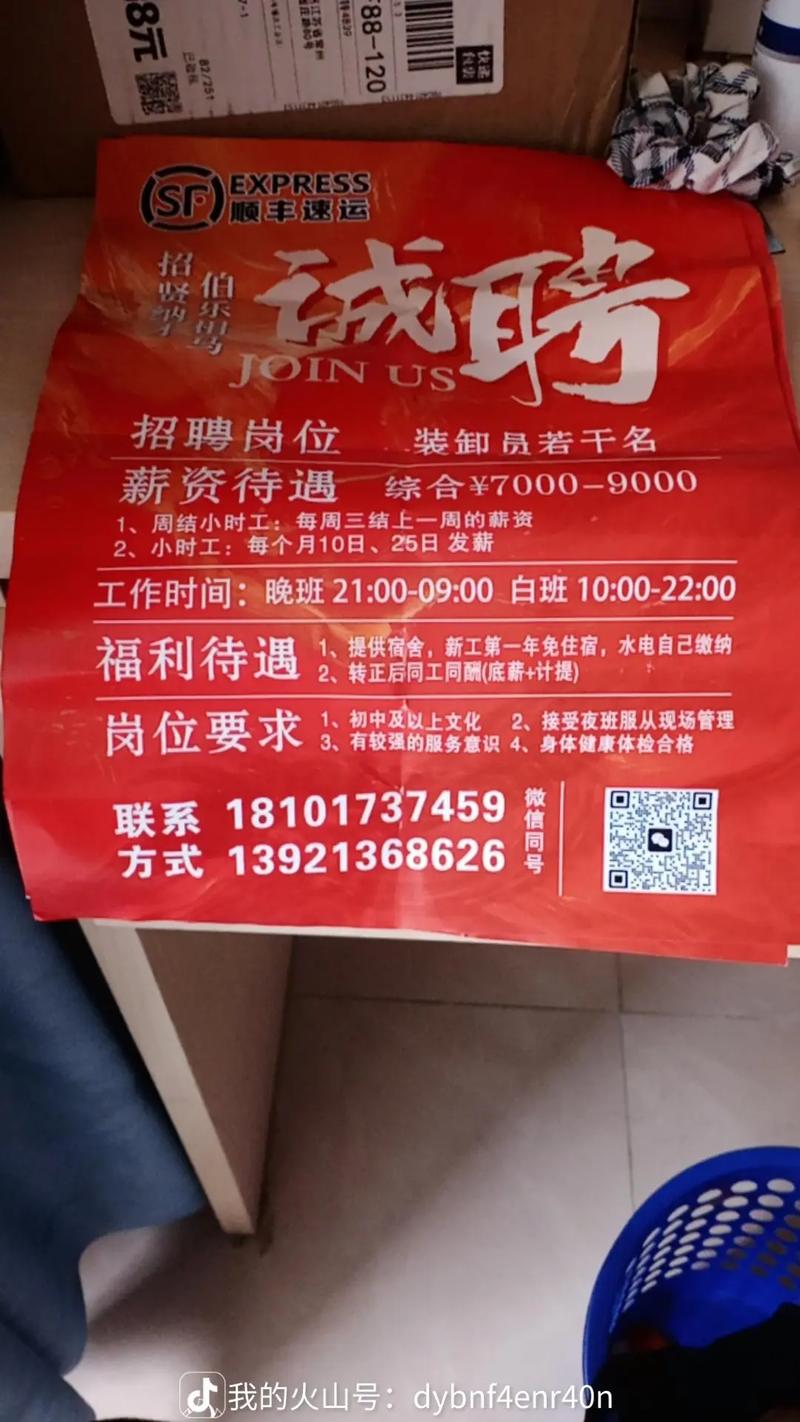 8元
F88-120
快递
包装
SF EXPRESS
顺丰速运
招贤纳
伯乐
诚聘
JOIN US
招聘岗位 装卸员若干名
薪资待遇 综合¥7000-9000
1、周结小时工：每周三结上一周的薪资
2、小时工：每个月10日、25日 发薪
工作时间：晚班 21:00-09:00 白班 10:00-22:00
福利待遇
1、提供宿舍，新工第一年免住宿，水电自己缴纳
2、转正后同工同酬(底薪+计提)
岗位要求
1、初中及以上文化 2、接受夜班服从现场管理
3、有较强的服务意识 4、身体健康体检合格
联系方式
18101737459
13921368626
微信同号
我的火山号：dybnf4enr40n